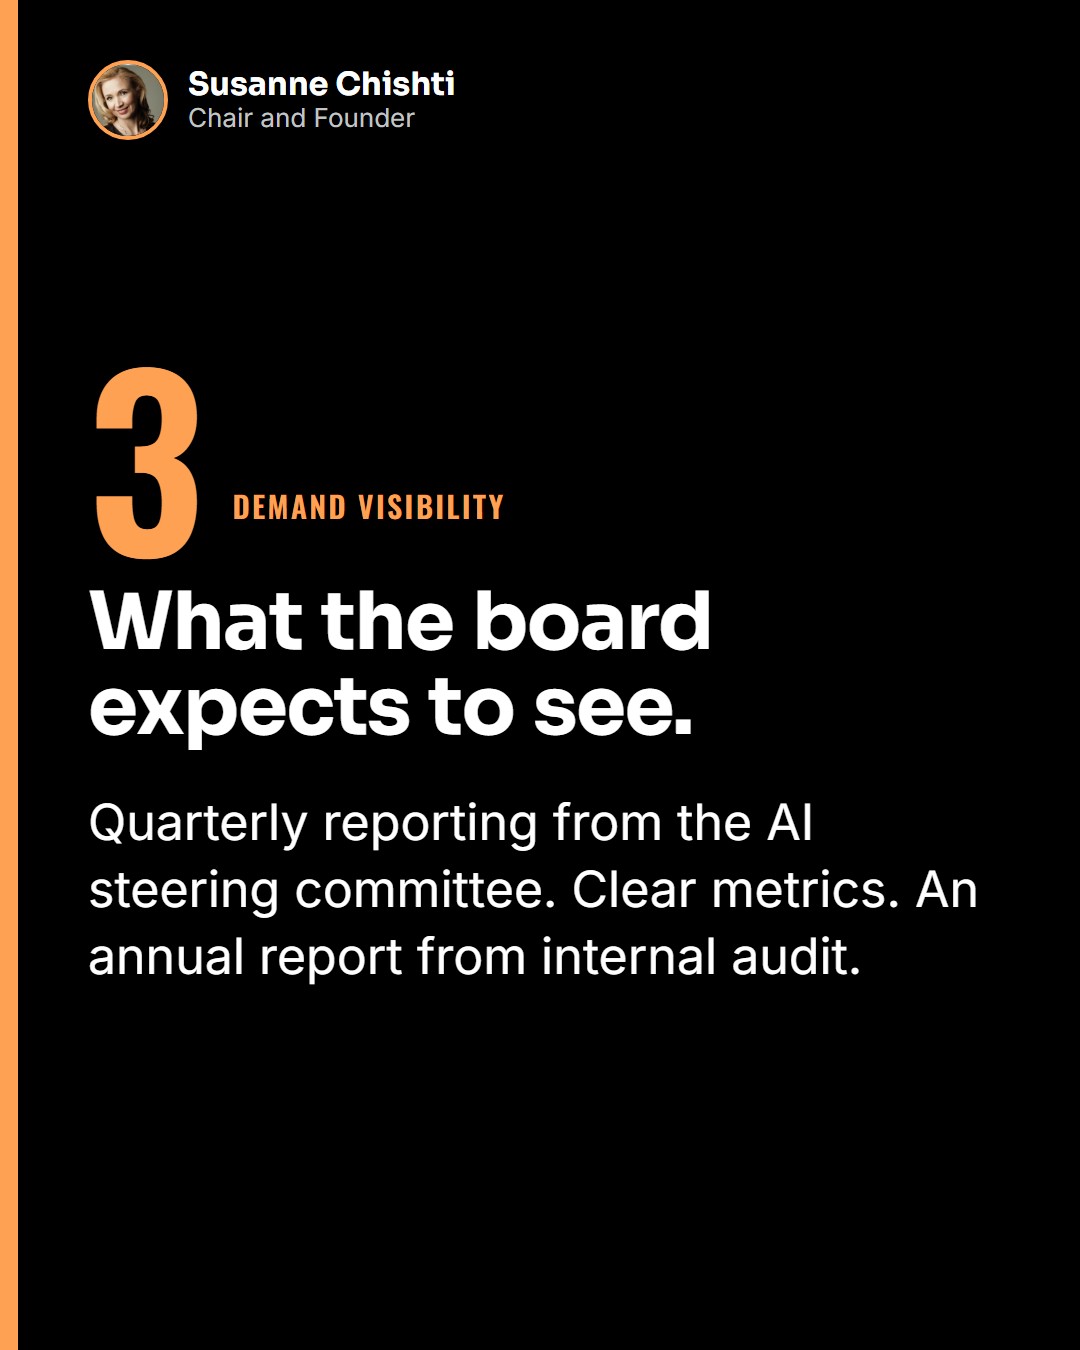 Susanne Chishti
Chair and Founder
3
DEMAND VISIBILITY
What the board
expects to see.
Quarterly reporting from the AI
steering committee. Clear metrics. An
annual report from internal audit.